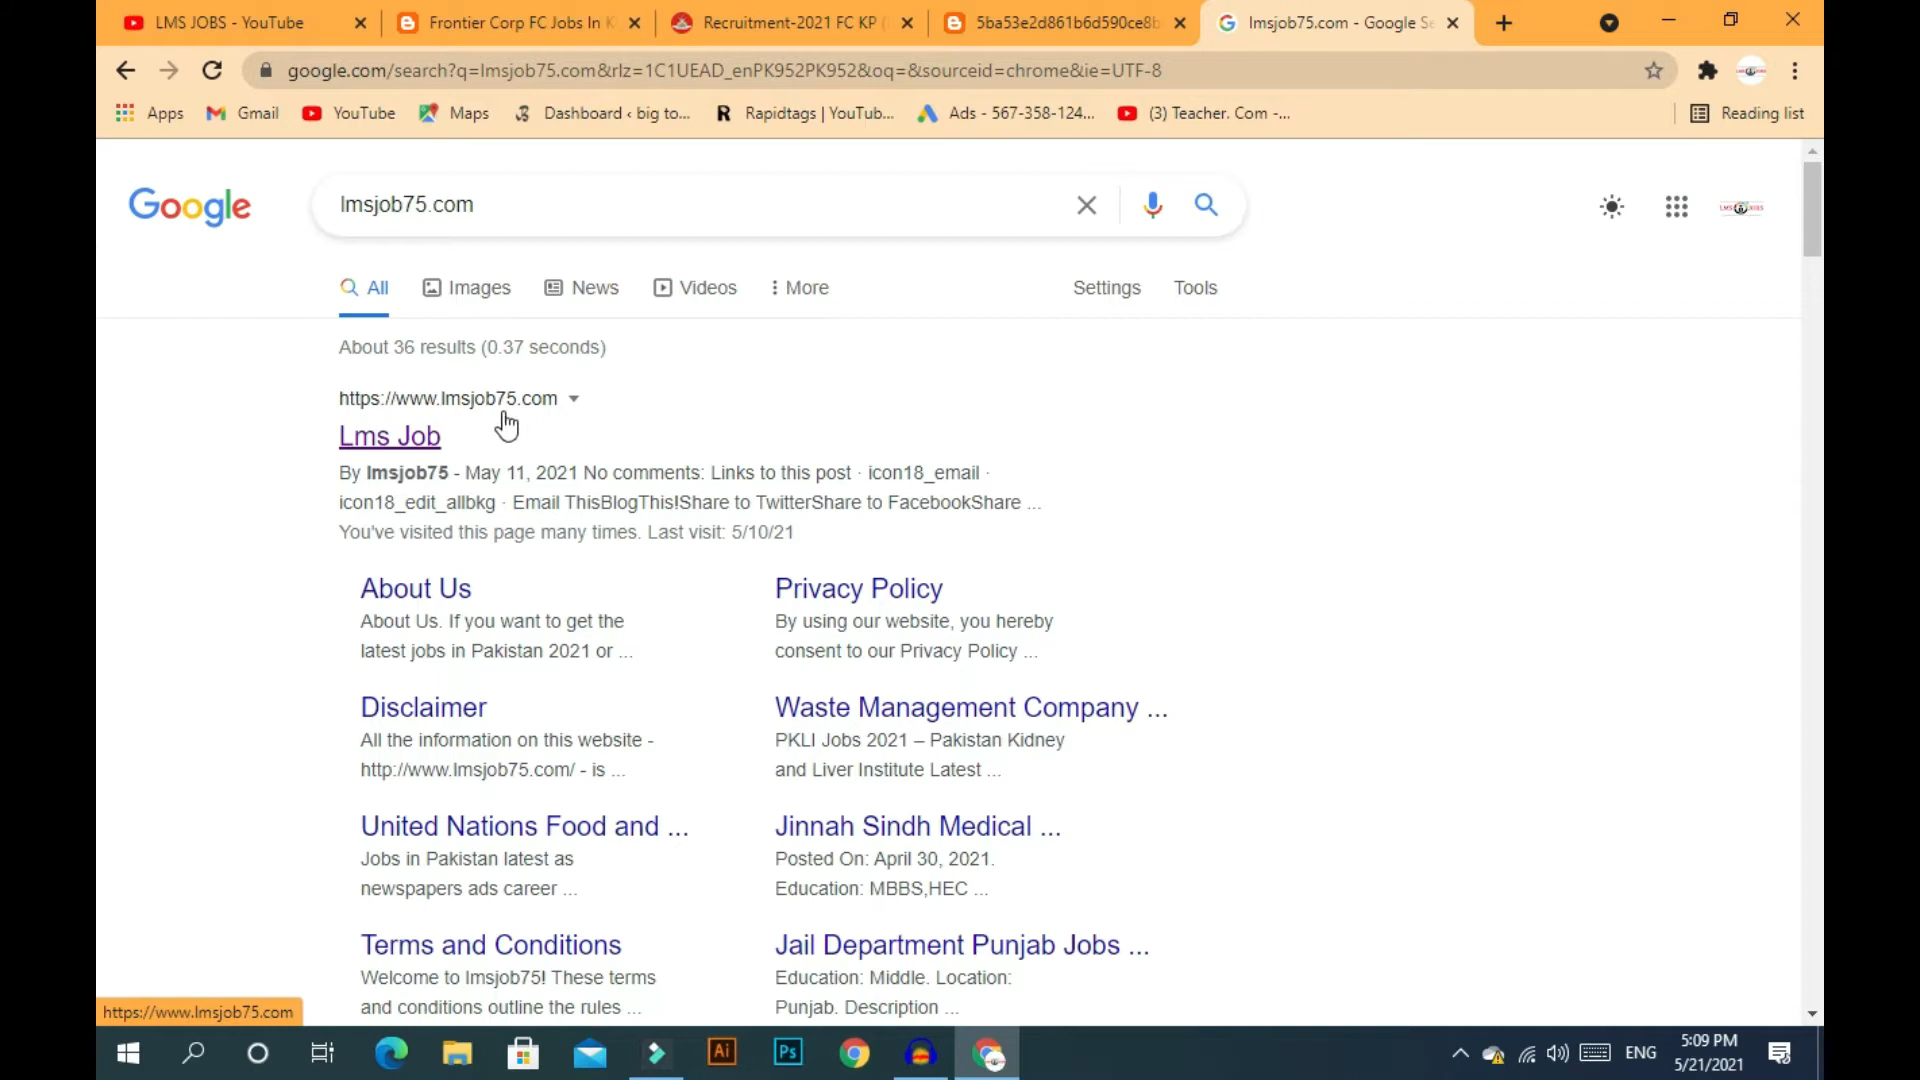 LMS JOBS - YouTube
Frontier Corp FC Jobs In K
Recruitment-2021 FC KP
5ba53e2d861b6d590ce8b
lmsjob75.com - Google Se
google.com/search?q=lmsjob75.com&rlz=1C1UEAD_enPK952PK952&oq=&sourceid=chrome&ie=UTF-8
Apps
Gmail
YouTube
Maps
Dashboard ‹ big to...
Rapidtags | YouTub...
Ads - 567-358-124...
(3) Teacher. Com -...
Reading list
Google
lmsjob75.com
LMS JOBS
All
Images
News
Videos
More
Settings
Tools
About 36 results (0.37 seconds)
https://www.lmsjob75.com
Lms Job
By lmsjob75 - May 11, 2021 No comments: Links to this post · icon18_email ·
icon18_edit_allbkg · Email ThisBlogThis!Share to TwitterShare to FacebookShare ...
You've visited this page many times. Last visit: 5/10/21
About Us
About Us. If you want to get the
latest jobs in Pakistan 2021 or ...
Privacy Policy
By using our website, you hereby
consent to our Privacy Policy ...
Disclaimer
All the information on this website -
http://www.lmsjob75.com/ - is ...
Waste Management Company ...
PKLI Jobs 2021 – Pakistan Kidney
and Liver Institute Latest ...
United Nations Food and ...
Jobs in Pakistan latest as
newspapers ads career ...
Jinnah Sindh Medical ...
Posted On: April 30, 2021.
Education: MBBS,HEC ...
Terms and Conditions
Welcome to lmsjob75! These terms
and conditions outline the rules ...
Jail Department Punjab Jobs ...
Education: Middle. Location:
Punjab. Description ...
https://www.lmsjob75.com
Ai
Ps
ENG
5:09 PM
5/21/2021